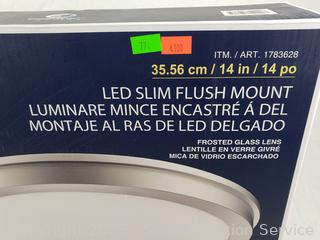 ITM. / ART. 1783628
35.56 cm / 14 in / 14 po
LED SLIM FLUSH MOUNT
LUMINARE MINCE ENCASTRÉ Á DEL
MONTAJE AL RAS DE LED DELGADO
FROSTED GLASS LENS
LENTILLE EN VERRE GIVRÉ
MICA DE VIDRIO ESCARCHADO